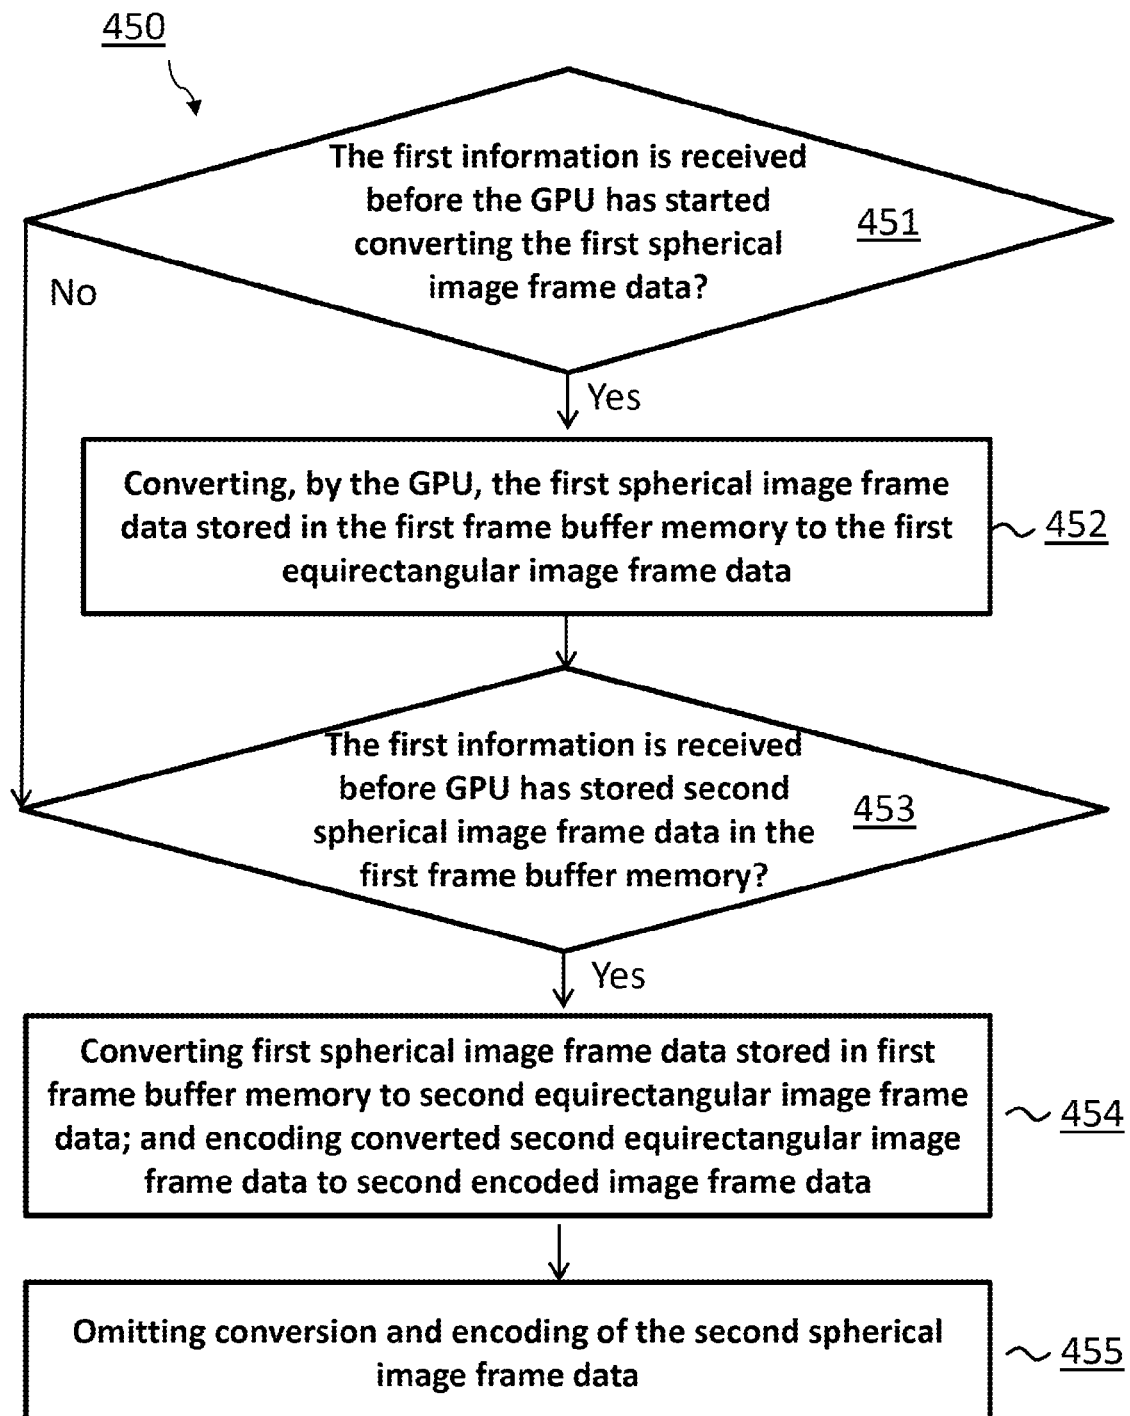 450
The first information is received
before the GPU has started
converting the first spherical
image frame data?
451
No
Yes
Converting, by the GPU, the first spherical image frame
data stored in the first frame buffer memory to the first
equirectangular image frame data
452
The first information is received
before GPU has stored second
spherical image frame data in the
first frame buffer memory?
453
Yes
Converting first spherical image frame data stored in first
frame buffer memory to second equirectangular image frame
data; and encoding converted second equirectangular image
frame data to second encoded image frame data
454
Omitting conversion and encoding of the second spherical
image frame data
455